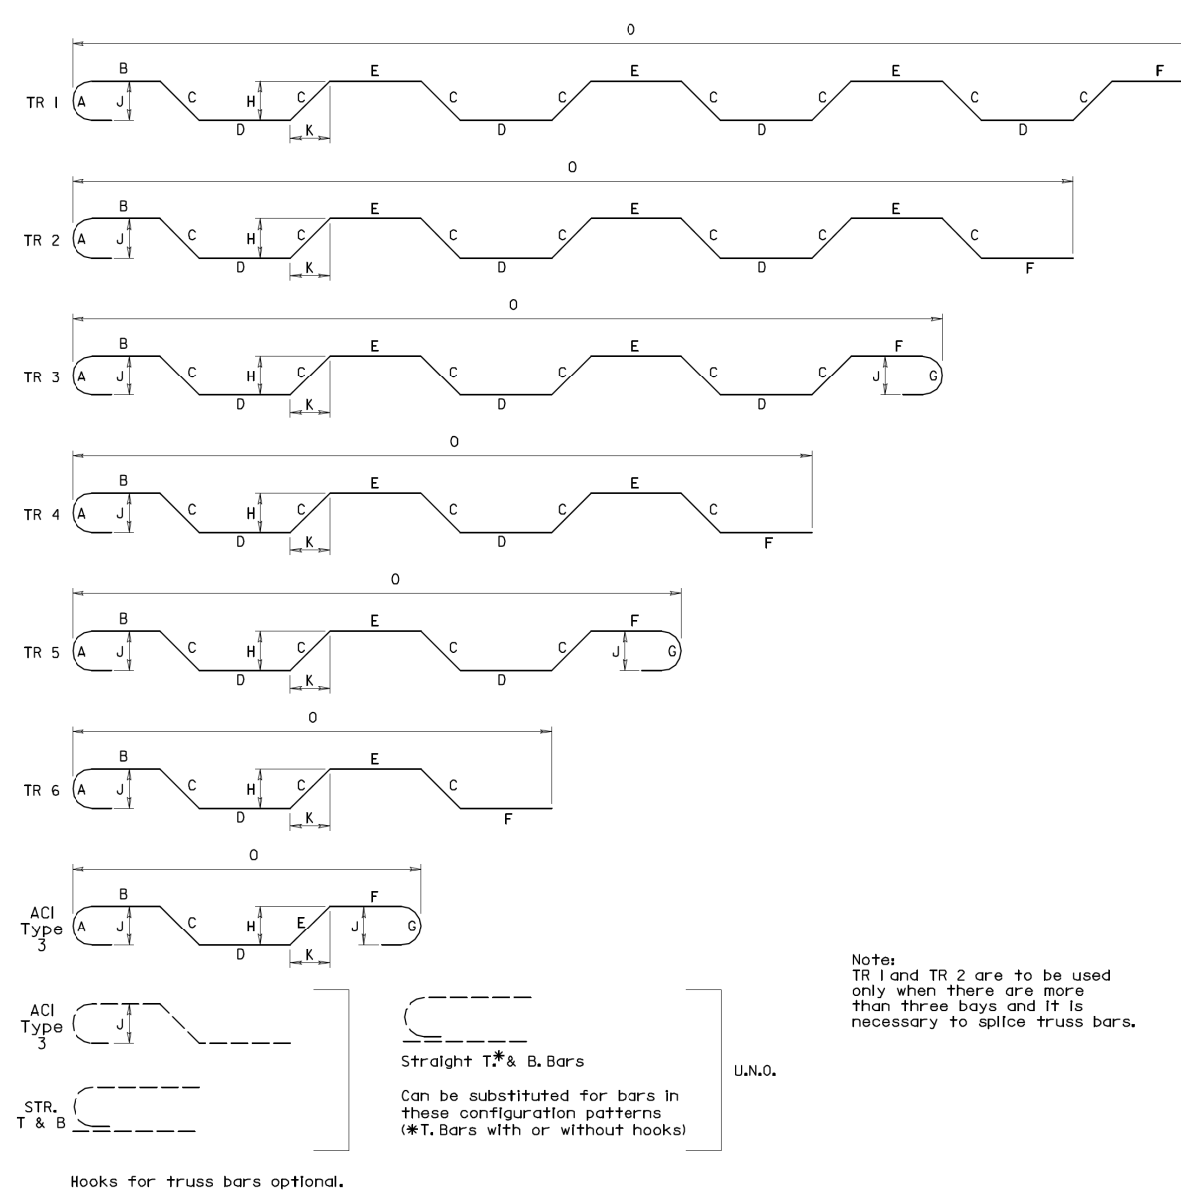 O
B E E E F
TR 1 A J C H C C C C C C C
D K D D D
O
B E E E
TR 2 A J C H C C C C C C
D K D D F
O
B E E F
TR 3 A J C H C C C C C J G
D K D D
O
B E E
TR 4 A J C H C C C C
D K D F
O
B E F
TR 5 A J C H C C C J G
D K D
O
B E
TR 6 A J C H C C
D K F
O
B F
ACI
Type
3
A J C H E J G
D K
ACI
Type
3
J
STR.
T & B
Straight T.* & B. Bars
Can be substituted for bars in
these configuration patterns
(*T. Bars with or without hooks)
U.N.O.
Note:
TR 1 and TR 2 are to be used
only when there are more
than three bays and it is
necessary to splice truss bars.
Hooks for truss bars optional.